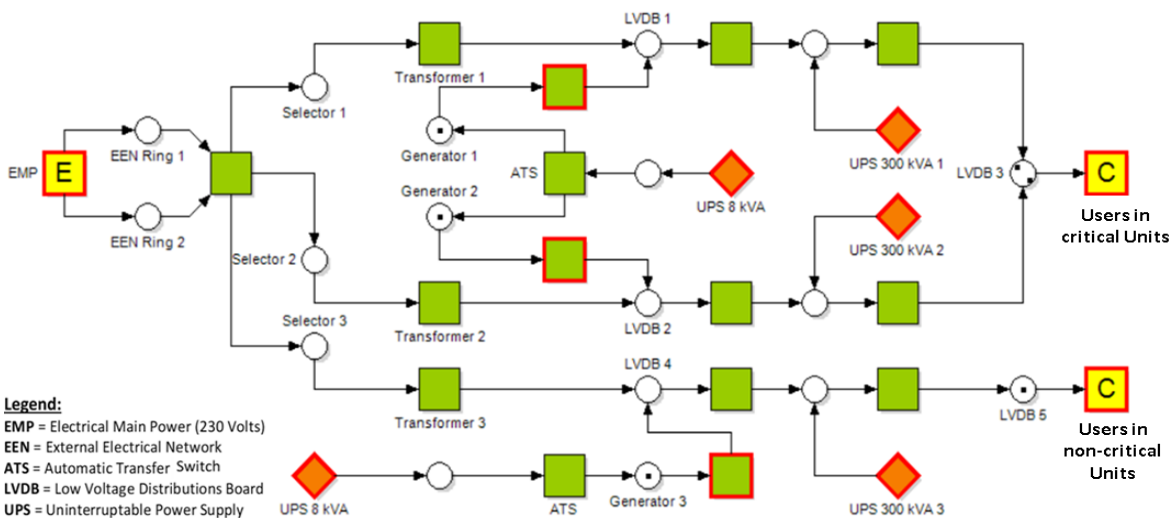 LVDB 1
Transformer 1
Selector 1
EEN Ring 1
EMP
E
Generator 1
ATS
UPS 300 kVA 1
LVDB 3
C
Generator 2
UPS 8 kVA
Users in
critical Units
EEN Ring 2
Selector 2
UPS 300 kVA 2
Selector 3
Transformer 2
LVDB 2
LVDB 4
C
Transformer 3
LVDB 5
Users in
non-critical
Units
Legend:
EMP = Electrical Main Power (230 Volts)
EEN = External Electrical Network
ATS = Automatic Transfer Switch
LVDB = Low Voltage Distributions Board
UPS = Uninterruptable Power Supply
UPS 8 kVA
ATS
Generator 3
UPS 300 kVA 3